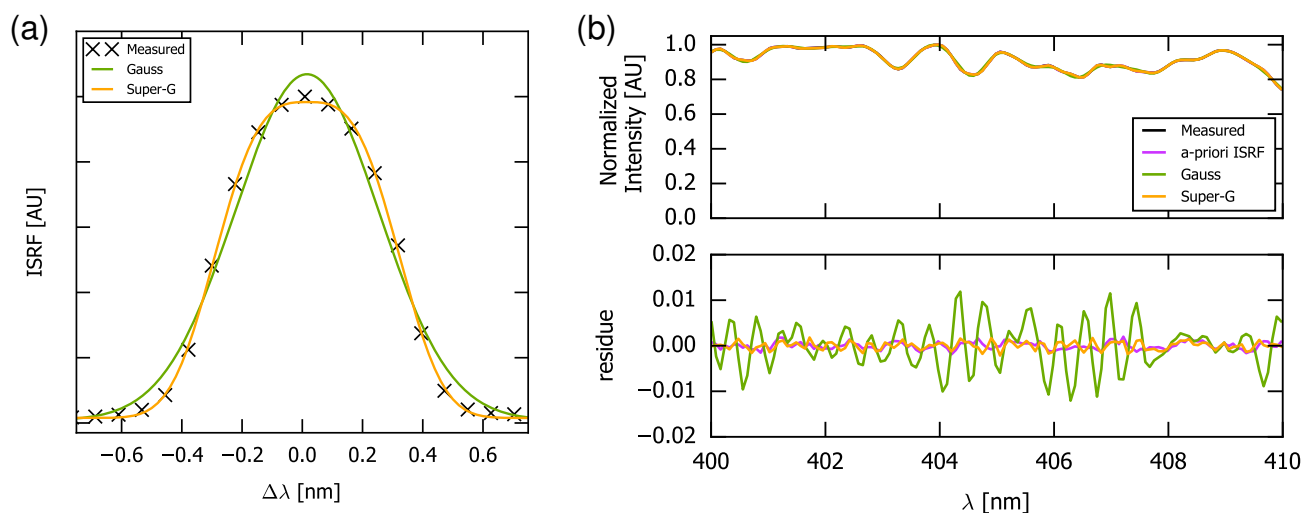 (a)
Measured
Gauss
Super-G
ISRF [AU]
−0.6 −0.4 −0.2 0.0 0.2 0.4 0.6
Δλ [nm]
(b)
Normalized
Intensity [AU]
1.0
0.8
0.6
0.4
0.2
0.0
Measured
a-priori ISRF
Gauss
Super-G
residue
0.02
0.01
0.00
−0.01
−0.02
400 402 404 406 408 410
λ [nm]